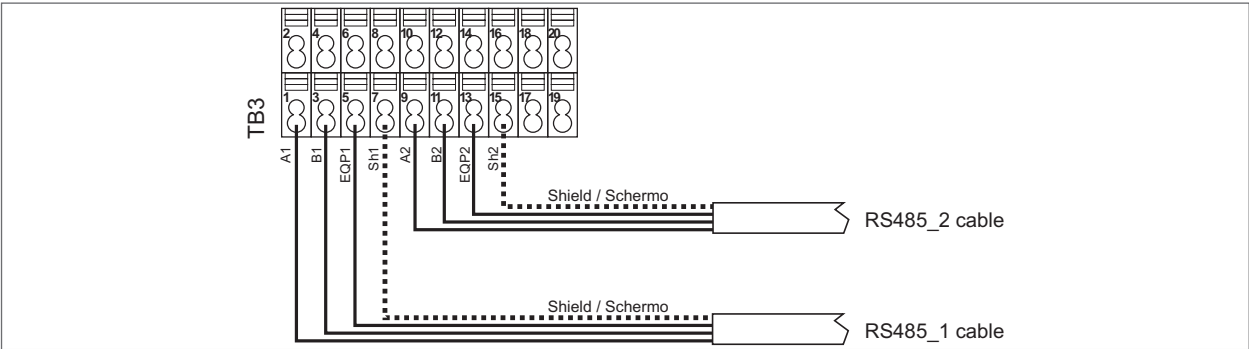 2 4 6 8 10 12 14 16 18 20
TB3
1 3 5 7 9 11 13 15 17 19
A1 B1 EQP1 Sh1 A2 B2 EQP2 Sh2
Shield / Schermo
RS485_2 cable
Shield / Schermo
RS485_1 cable